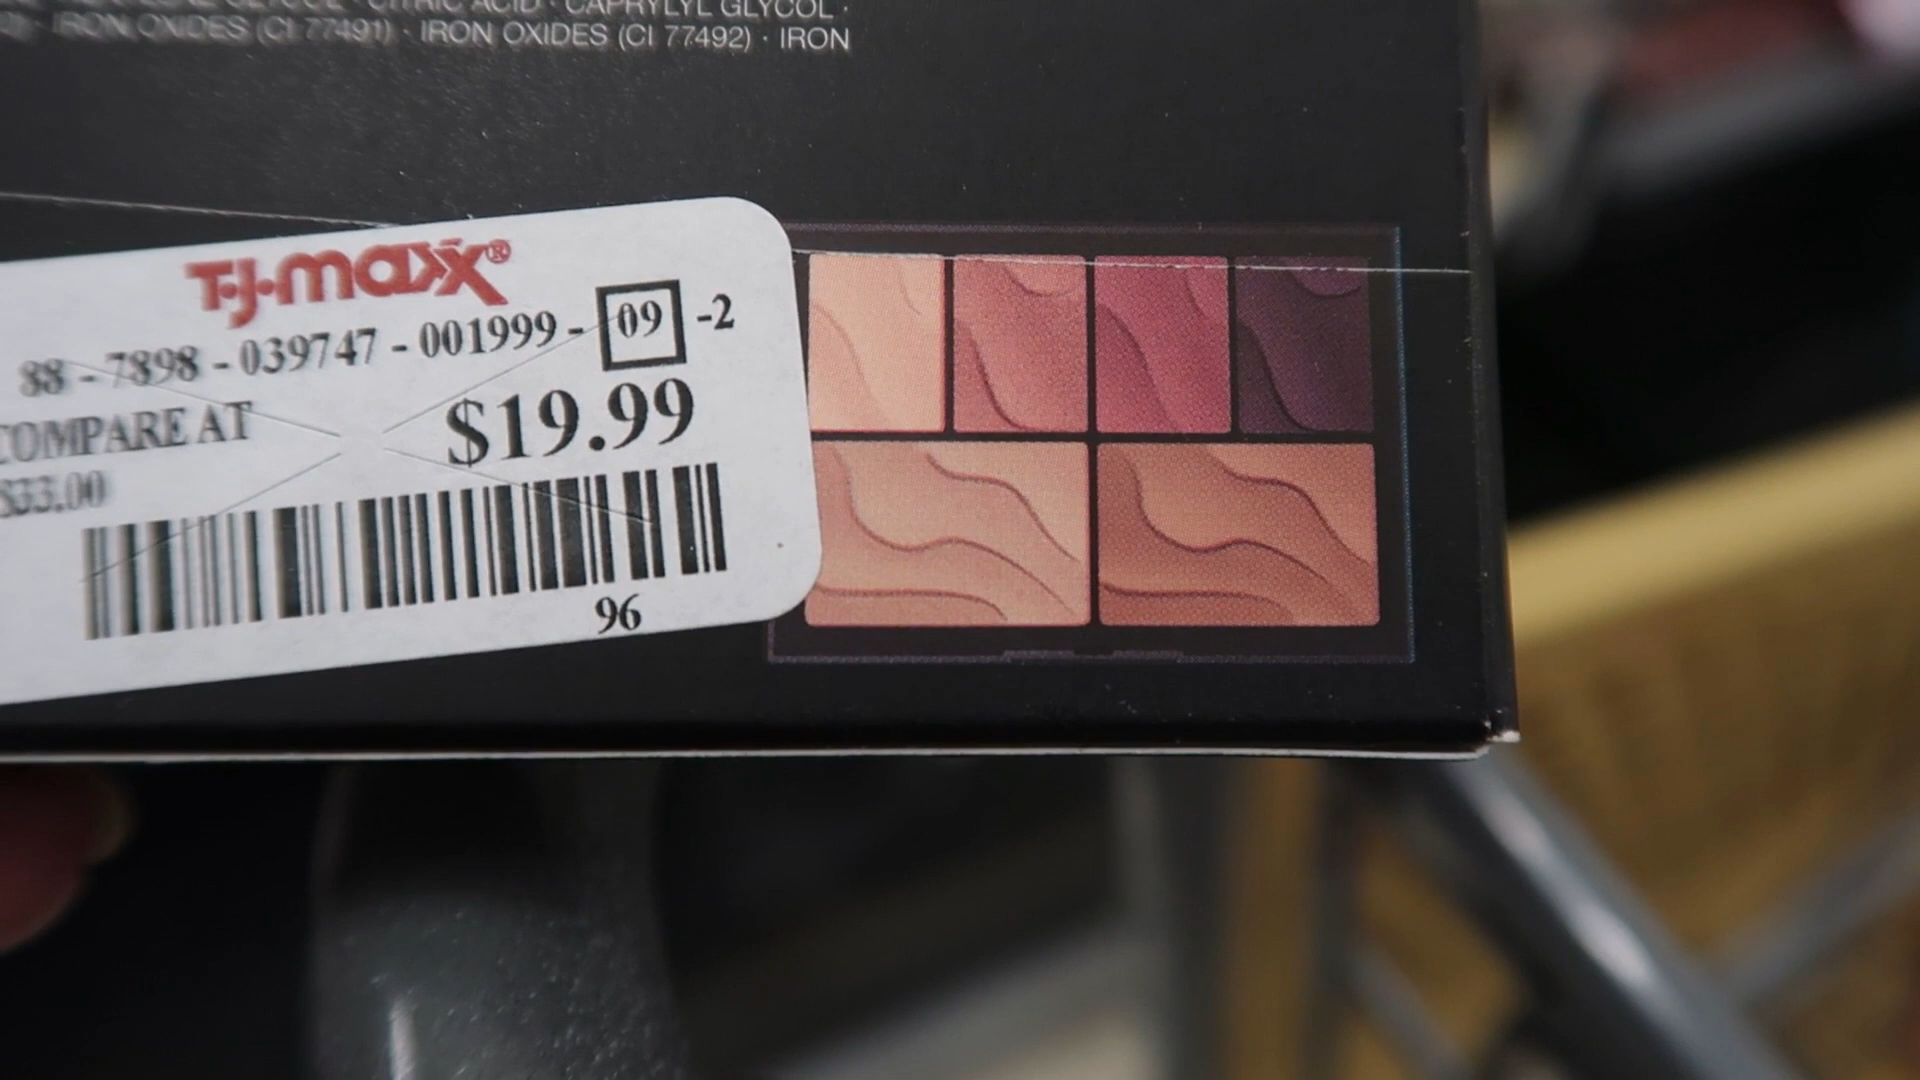 GLYCOL · CITRIC ACID · CAPRYLYL GLYCOL ·
IRON OXIDES (CI 77491) · IRON OXIDES (CI 77492) · IRON
T·J·maxx®
88 - 7898 - 039747 - 001999 - 09 -2
COMPARE AT
$19.99
$33.00
96